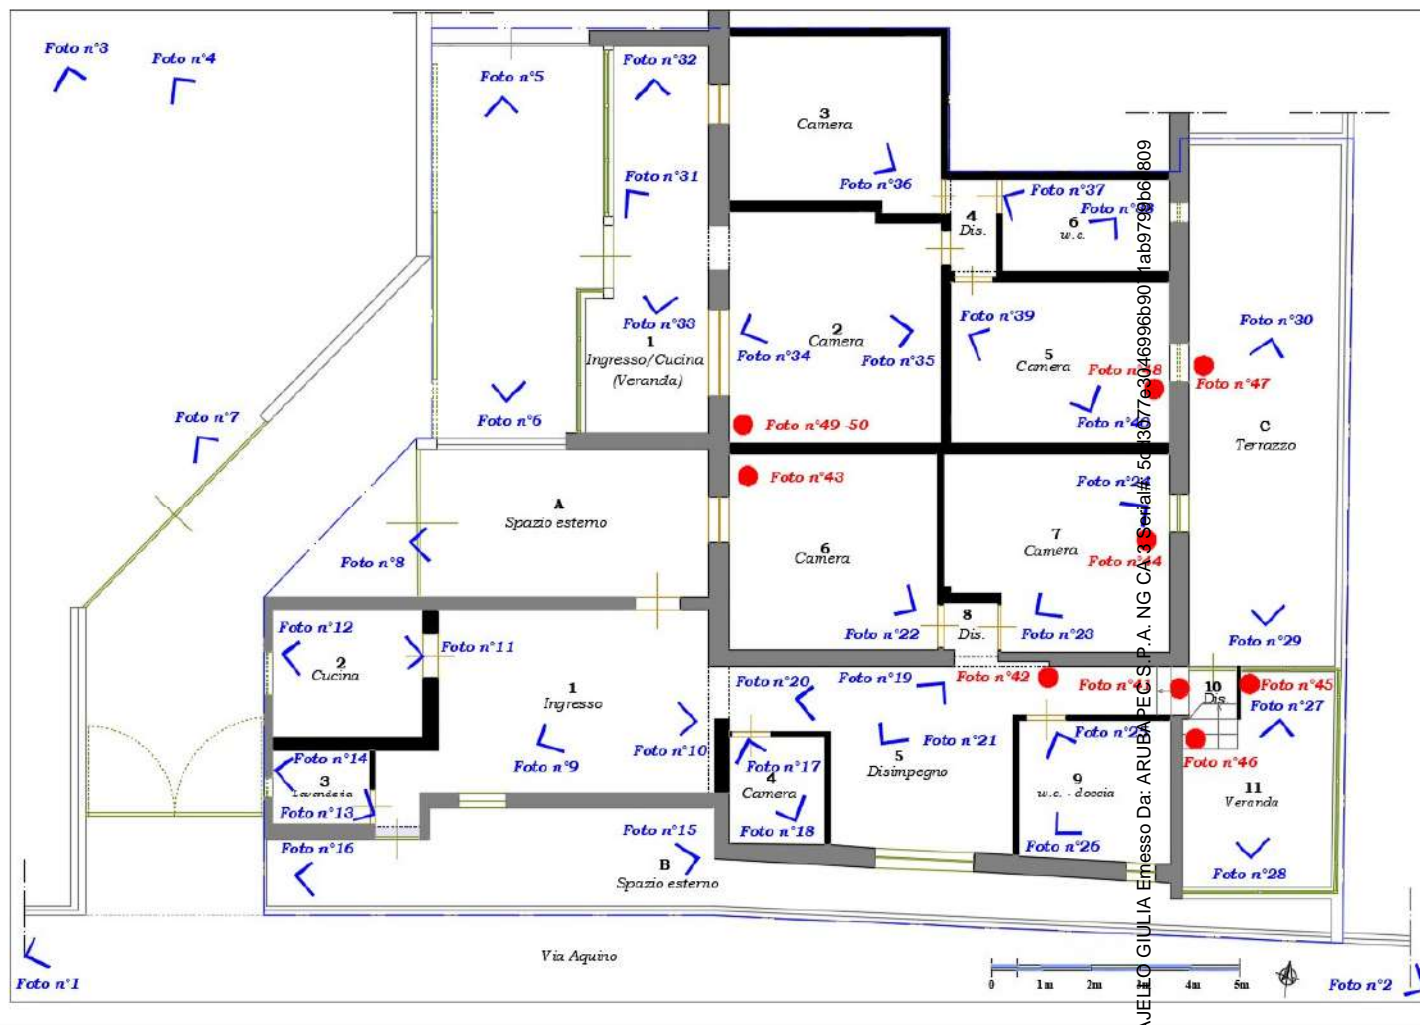 Foto n°3
Foto n°4
Foto n°5
Foto n°32
3
Camera
Foto n°31
Foto n°36
Foto n°37
4
Dis.
6
w.c.
Foto n°30
Foto n°33
1
Ingresso/Cucina
(Veranda)
Foto n°34
2
Camera
Foto n°35
Foto n°39
5
Camera
Foto n°47
Foto n°7
Foto n°6
Foto n°49-50
C
Terrazzo
Foto n°43
A
Spazio esterno
Foto n°8
6
Camera
7
Camera
Foto n°22
8
Dis.
Foto n°23
Foto n°29
Foto n°12
2
Cucina
Foto n°11
1
Ingresso
Foto n°20
Foto n°19
Foto n°42
10
Dis
Foto n°45
Foto n°27
Foto n°14
Foto n°9
Foto n°10
Foto n°17
5
Disimpegno
Foto n°21
Foto n°46
3
Foto n°13
4
Camera
Foto n°18
9
w.c. - doccia
11
Veranda
Foto n°16
Foto n°15
B
Spazio esterno
Foto n°28
Via Aquino
Foto n°1
0 1m 2m 4m 5m
Foto n°2